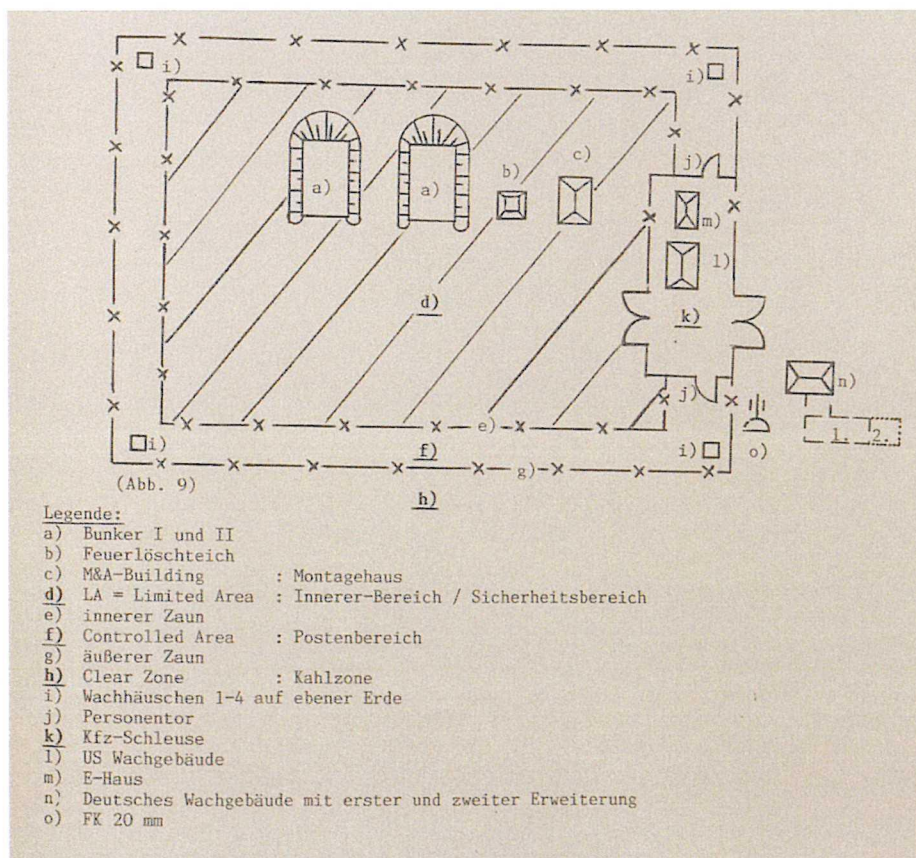 i)
i)
j)
b)
c)
a)
a)
m)
l)
d)
k)
n)
j)
e)
1. 2.
i)
f)
i)
o)
g)
(Abb. 9)
h)
Legende:
a) Bunker I und II
b) Feuerlöschteich
c) M&A-Building : Montagehaus
d) LA = Limited Area : Innerer-Bereich / Sicherheitsbereich
e) innerer Zaun
f) Controlled Area : Postenbereich
g) äußerer Zaun
h) Clear Zone : Kahlzone
i) Wachhäuschen 1-4 auf ebener Erde
j) Personentor
k) Kfz-Schleuse
l) US Wachgebäude
m) E-Haus
n) Deutsches Wachgebäude mit erster und zweiter Erweiterung
o) FK 20 mm